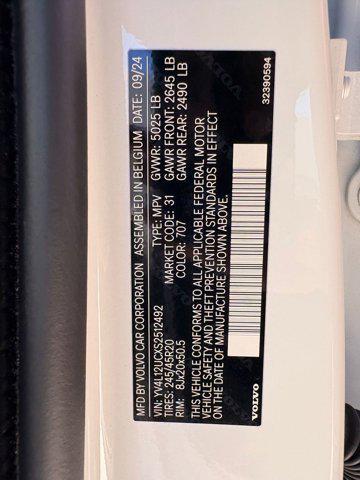 MFD BY VOLVO CAR CORPORATION ASSEMBLED IN BELGIUM DATE: 09/24
GVWR: 5025 LB
GAWR FRONT: 2645 LB
GAWR REAR: 2490 LB
VIN: YV4L12UCXS2512492 TYPE: MPV
TIRES: 245/45R20 MARKET CODE: 31
RIM: 8Jx20x50.5 COLOR: 707
THIS VEHICLE CONFORMS TO ALL APPLICABLE FEDERAL MOTOR
VEHICLE SAFETY AND THEFT PREVENTION STANDARDS IN EFFECT
ON THE DATE OF MANUFACTURE SHOWN ABOVE.
VOLVO 32390594